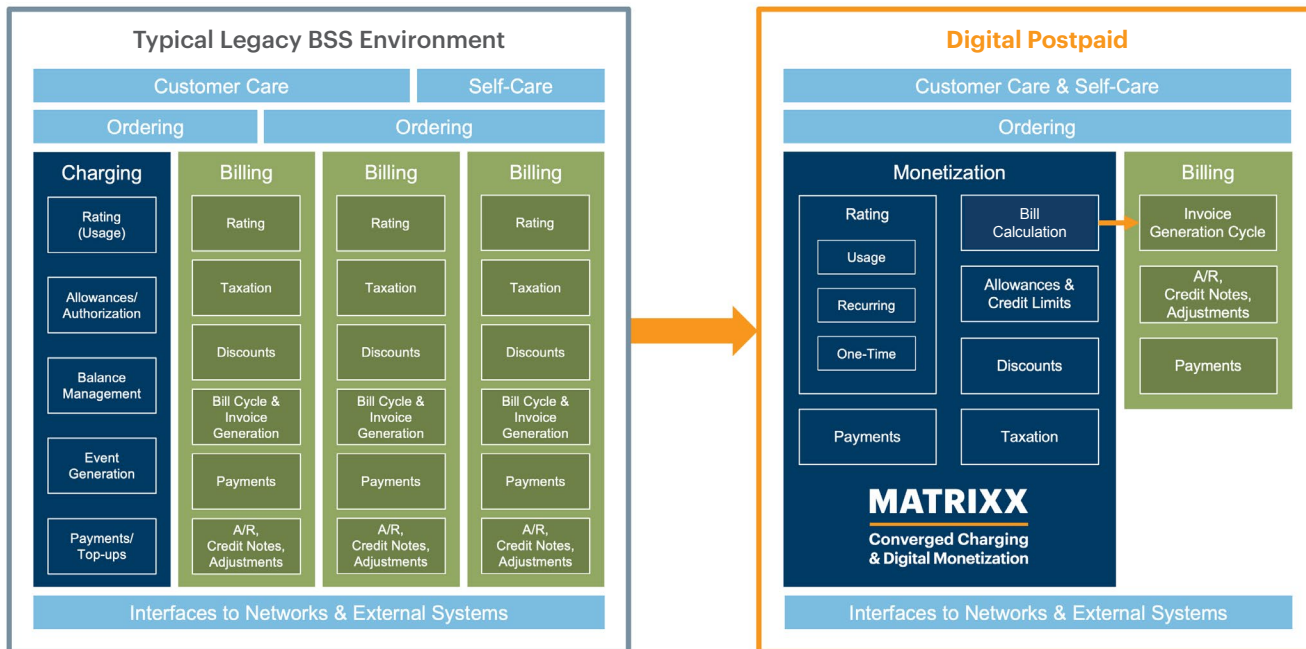 Typical Legacy BSS Environment
Customer Care
Self-Care
Ordering
Ordering
Charging
Rating
(Usage)
Allowances/
Authorization
Balance
Management
Event
Generation
Payments/
Top-ups
Billing
Rating
Taxation
Discounts
Bill Cycle &
Invoice
Generation
Payments
A/R,
Credit Notes,
Adjustments
Billing
Rating
Taxation
Discounts
Bill Cycle &
Invoice
Generation
Payments
A/R,
Credit Notes,
Adjustments
Billing
Rating
Taxation
Discounts
Bill Cycle &
Invoice
Generation
Payments
A/R,
Credit Notes,
Adjustments
Interfaces to Networks & External Systems
Digital Postpaid
Customer Care & Self-Care
Ordering
Monetization
Rating
Usage
Recurring
One-Time
Payments
Bill
Calculation
Allowances &
Credit Limits
Discounts
Taxation
MATRIXX
Converged Charging
& Digital Monetization
Billing
Invoice
Generation Cycle
A/R,
Credit Notes,
Adjustments
Payments
Interfaces to Networks & External Systems